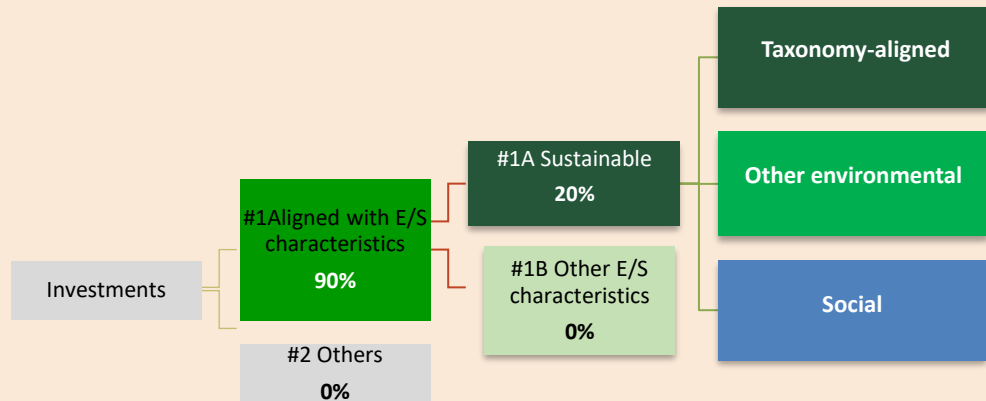 Investments
#1Aligned with E/S
characteristics
90%
#2 Others
0%
#1A Sustainable
20%
#1B Other E/S
characteristics
0%
Taxonomy-aligned
Other environmental
Social